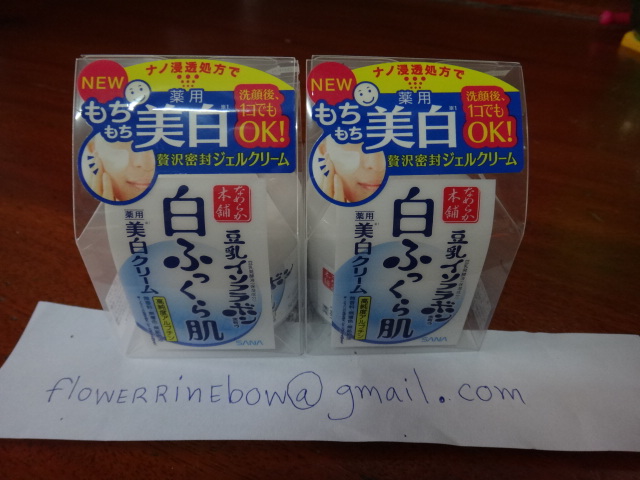 NEW
ナノ浸透処方で
もち
もち
薬用
美白
洗顔後、
1コでも
OK!
贅沢密封ジェルクリーム
なめらか
本舗
豆乳イソフラボン
白ふっくら肌
薬用
美白クリーム
SANA
NEW
ナノ浸透処方で
もち
もち
薬用
美白
洗顔後、
1コでも
OK!
贅沢密封ジェルクリーム
なめらか
本舗
豆乳イソフラボン
白ふっくら肌
薬用
美白クリーム
SANA
flowerrinebow@gmail.com